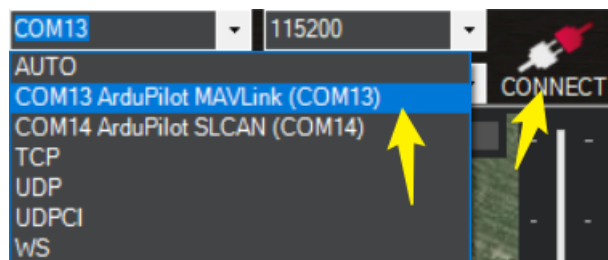 COM13 115200
AUTO
COM13 ArduPilot MAVLink (COM13)
CONNECT
COM14 ArduPilot SLCAN (COM14)
TCP
UDP
UDPCI
WS